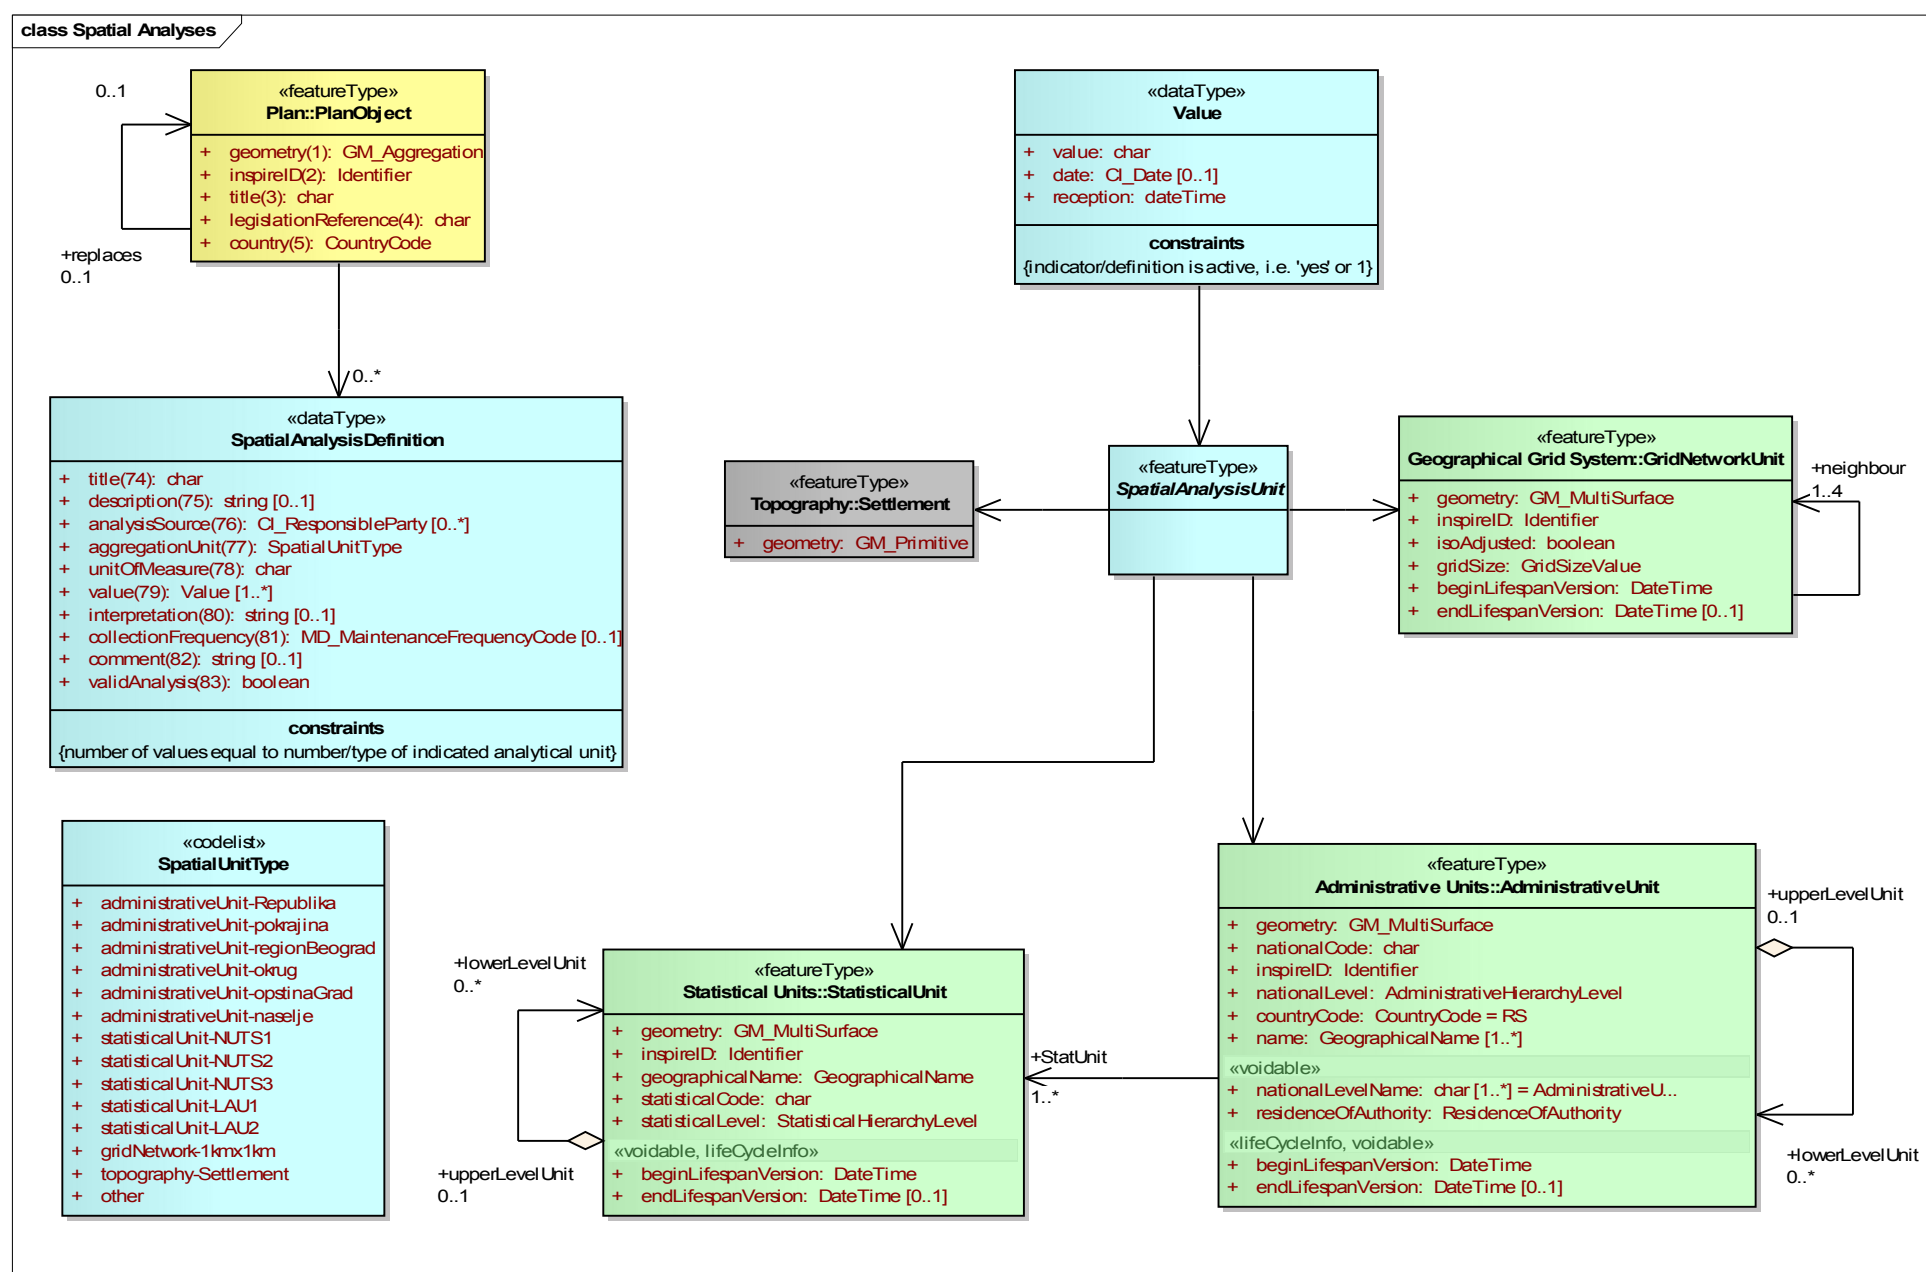 class Spatial Analyses
0..1
+replaces
0..1
«featureType»
Plan::PlanObject
+ geometry(1): GM_Aggregation
+ inspireID(2): Identifier
+ title(3): char
+ legislationReference(4): char
+ country(5): CountryCode
0..*
«dataType»
Value
+ value: char
+ date: CI_Date [0..1]
+ reception: dateTime
constraints
{indicator/definition is active, i.e. 'yes' or 1}
«dataType»
SpatialAnalysisDefinition
+ title(74): char
+ description(75): string [0..1]
+ analysisSource(76): CI_ResponsibleParty [0..*]
+ aggregationUnit(77): SpatialUnitType
+ unitOfMeasure(78): char
+ value(79): Value [1..*]
+ interpretation(80): string [0..1]
+ collectionFrequency(81): MD_MaintenanceFrequencyCode [0..1]
+ comment(82): string [0..1]
+ validAnalysis(83): boolean
constraints
{number of values equal to number/type of indicated analytical unit}
«featureType»
Topography::Settlement
+ geometry: GM_Primitive
«featureType»
SpatialAnalysisUnit
«featureType»
Geographical Grid System::GridNetworkUnit
+ geometry: GM_MultiSurface
+ inspireID: Identifier
+ isoAdjusted: boolean
+ gridSize: GridSizeValue
+ beginLifespanVersion: DateTime
+ endLifespanVersion: DateTime [0..1]
+neighbour
1..4
«codelist»
SpatialUnitType
+ administrativeUnit-Republika
+ administrativeUnit-pokrajina
+ administrativeUnit-regionBeograd
+ administrativeUnit-okrug
+ administrativeUnit-opstinaGrad
+ administrativeUnit-naselje
+ statisticalUnit-NUTS1
+ statisticalUnit-NUTS2
+ statisticalUnit-NUTS3
+ statisticalUnit-LAU1
+ statisticalUnit-LAU2
+ gridNetwork-1kmx1km
+ topography-Settlement
+ other
+lowerLevelUnit
0..*
+upperLevelUnit
0..1
«featureType»
Statistical Units::StatisticalUnit
+ geometry: GM_MultiSurface
+ inspireID: Identifier
+ geographicalName: GeographicalName
+ statisticalCode: char
+ statisticalLevel: StatisticalHierarchyLevel
«voidable, lifeCycleInfo»
+ beginLifespanVersion: DateTime
+ endLifespanVersion: DateTime [0..1]
+StatUnit
1..*
«featureType»
Administrative Units::AdministrativeUnit
+ geometry: GM_MultiSurface
+ nationalCode: char
+ inspireID: Identifier
+ nationalLevel: AdministrativeHierarchyLevel
+ countryCode: CountryCode = RS
+ name: GeographicalName [1..*]
«voidable»
+ nationalLevelName: char [1..*] = AdministrativeU...
+ residenceOfAuthority: ResidenceOfAuthority
«lifeCycleInfo, voidable»
+ beginLifespanVersion: DateTime
+ endLifespanVersion: DateTime [0..1]
+upperLevelUnit
0..1
+lowerLevelUnit
0..*